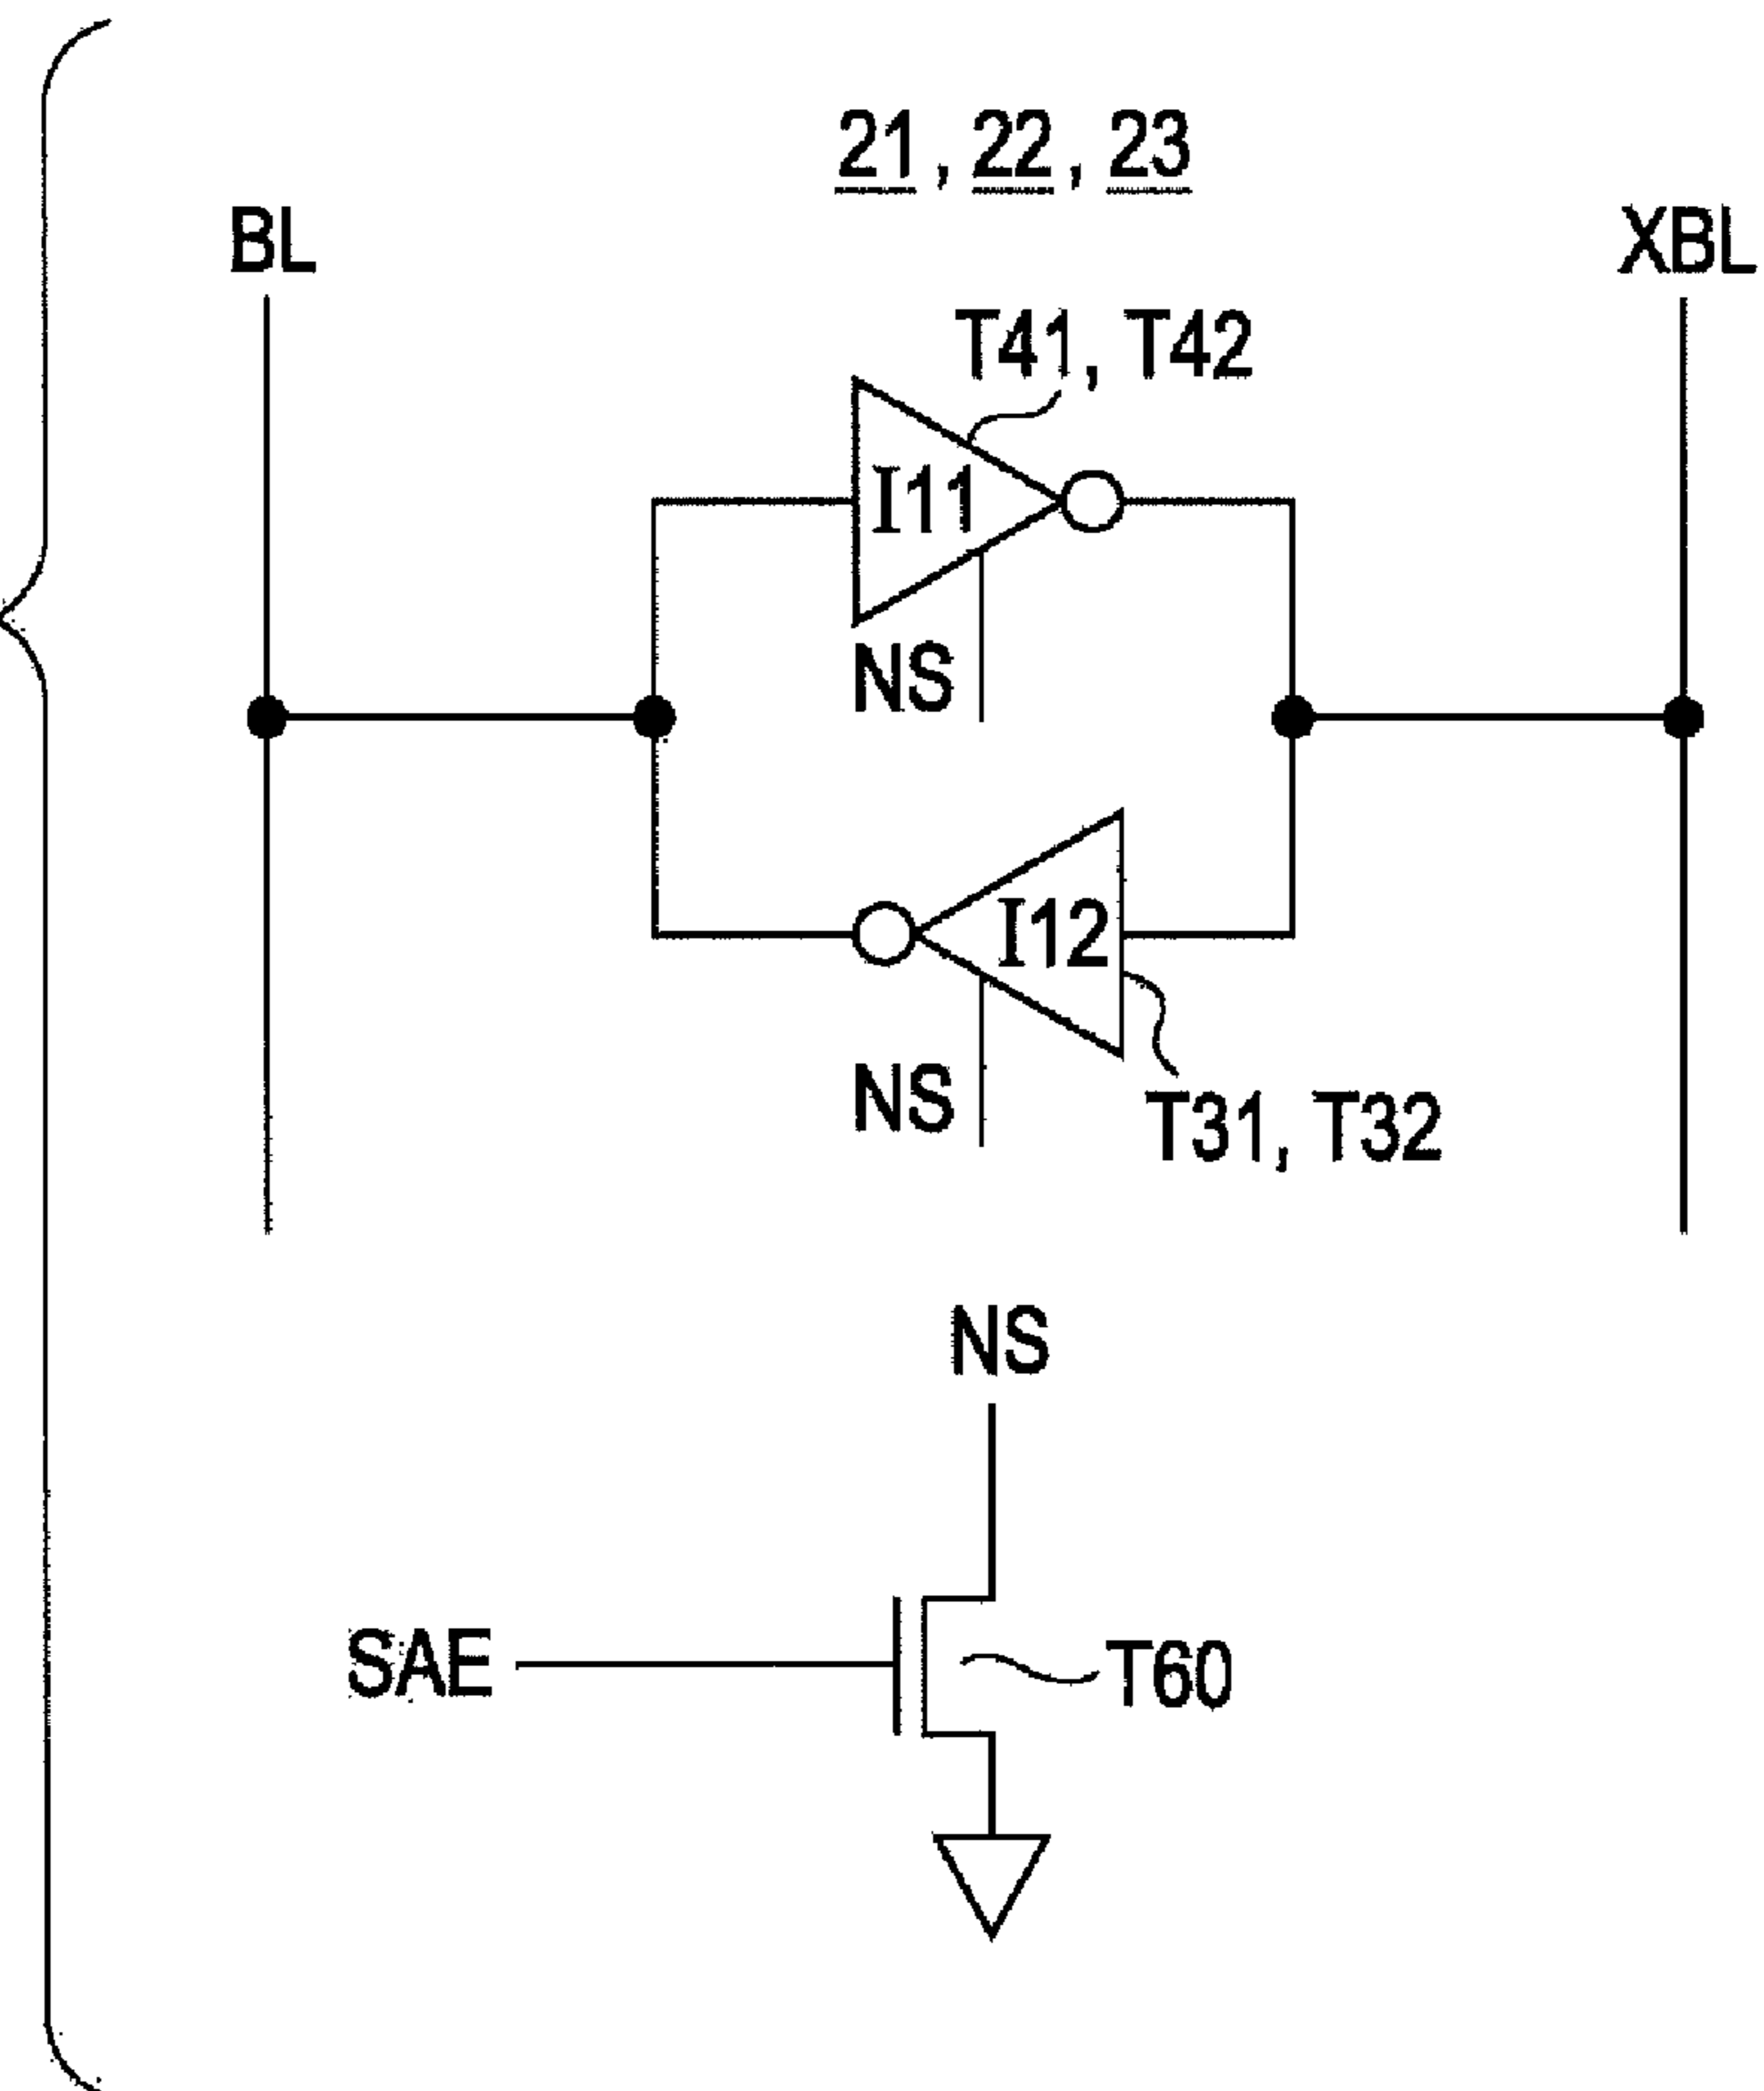 21, 22, 23
BL
XBL
T41, T42
I11
NS
I12
NS
T31, T32
NS
SAE
T60